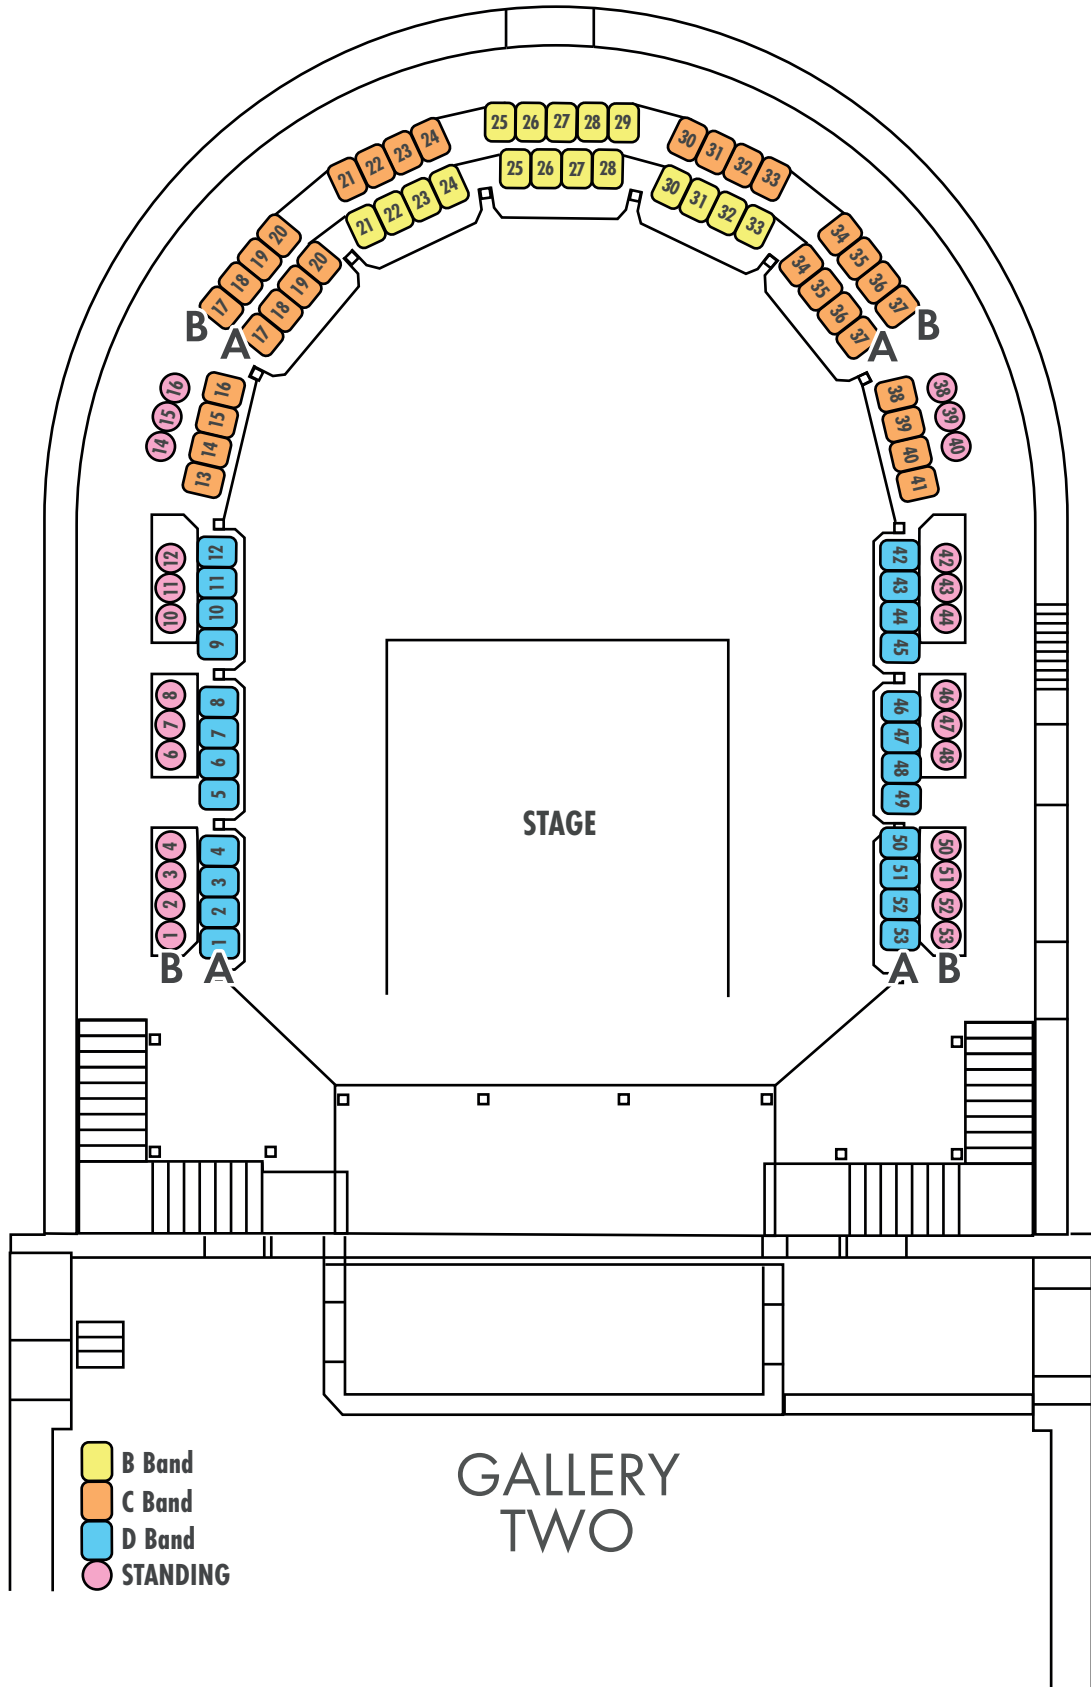 25 26 27 28 29
25 26 27 28
21 22 23 24
21 22 23 24
30 31 32 33
30 31 32 33
17 18 19 20
17 18 19 20
34 35 36 37
34 35 36 37
B
A
A
B
14 15 16
13 14 15 16
38 39 40 41
38 39 40
10 11 12
9 10 11 12
42 43 44 45
42 43 44
6 7 8
5 6 7 8
46 47 48 49
46 47 48
STAGE
1 2 3 4
1 2 3 4
50 51 52 53
50 51 52 53
B
A
A
B
GALLERY
TWO
B Band
C Band
D Band
STANDING